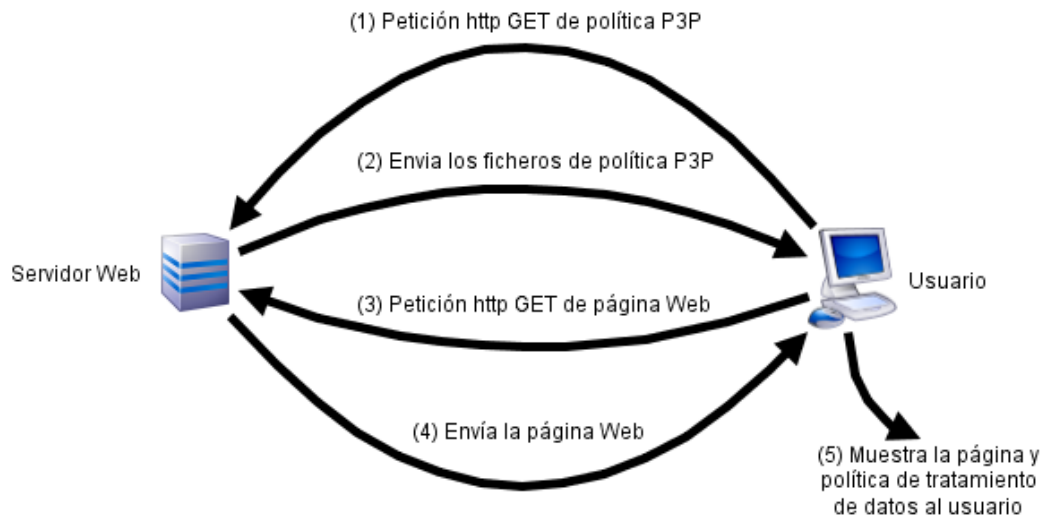 (1) Petición http GET de política P3P
(2) Envia los ficheros de política P3P
Servidor Web
Usuario
(3) Petición http GET de página Web
(4) Envía la página Web
(5) Muestra la página y
política de tratamiento
de datos al usuario